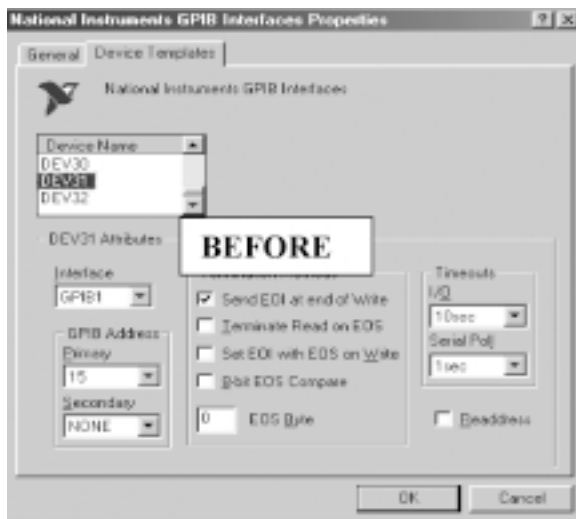 National Instruments GPIB Interfaces Properties
General Device Templates
National Instruments GPIB Interfaces
Device Name
DEV30
DEV31
DEV32
BEFORE
DEV31 Attributes
Interface
GPIB1
GPIB Address
Primary
15
Secondary
NONE
Send EOI at end of Write
Terminate Read on EOS
Set EOI with EOS on Write
8-bit EOS Compare
0 EOS Byte
Timeouts
I/O
10sec
Serial Poll
1sec
Readdress
OK Cancel